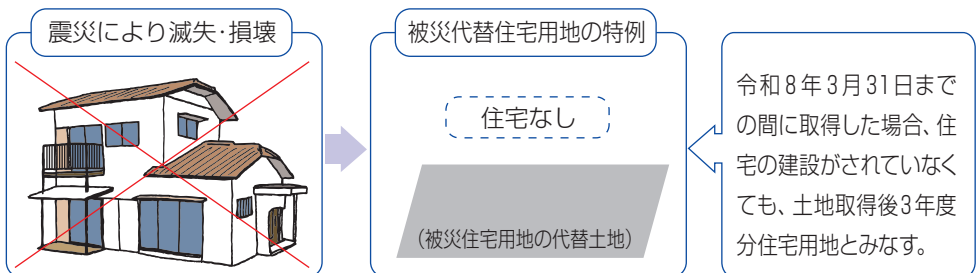 震災により滅失・損壊
被災代替住宅用地の特例
住宅なし
(被災住宅用地の代替土地)
令和8年3月31日まで
の間に取得した場合、住
宅の建設がされていなく
ても、土地取得後3年度
分住宅用地とみなす。